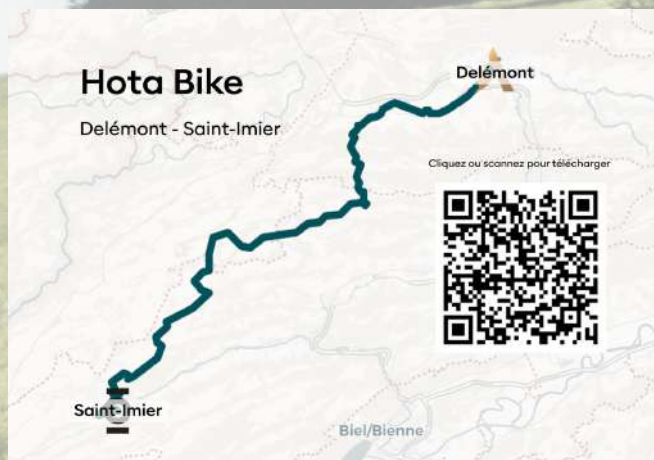 Hota Bike
Delémont - Saint-Imier
Delémont
Cliquez ou scannez pour télécharger
Saint-Imier
Biel/Bienne